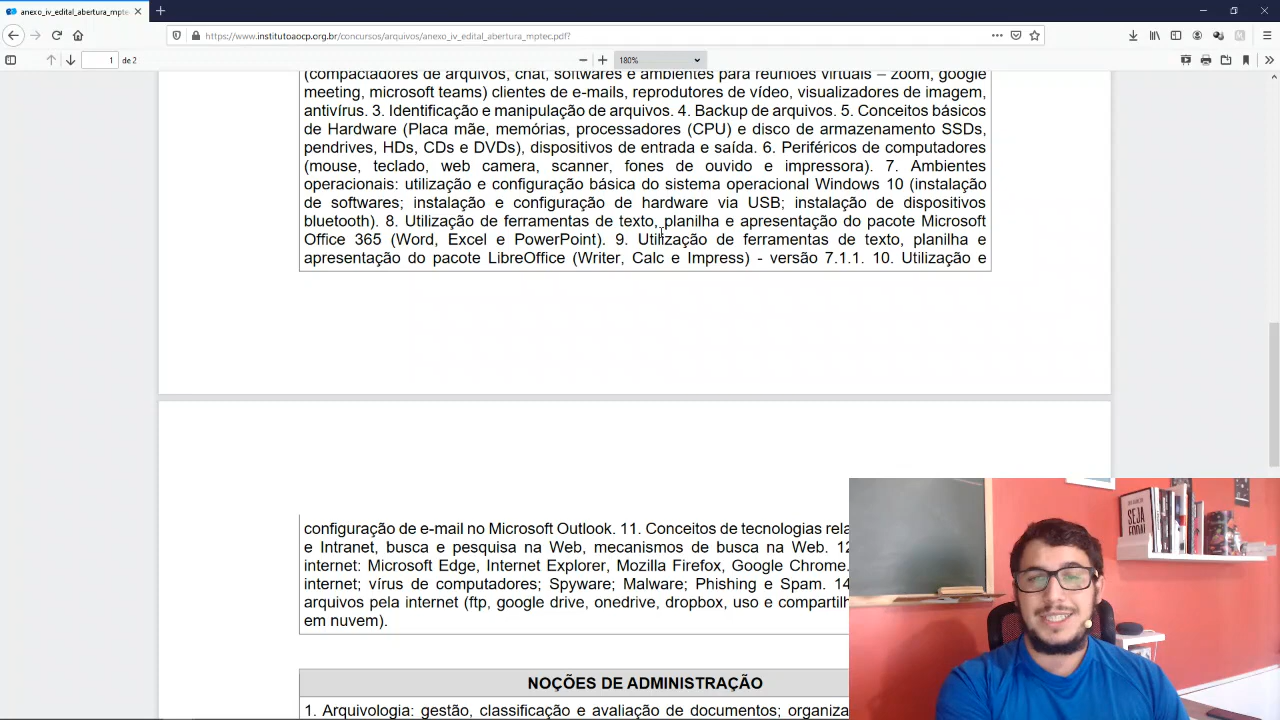 anexo_iv_edital_abertura_mpte
https://www.institutoaocp.org.br/concursos/arquivos/anexo_iv_edital_abertura_mptec.pdf?
1 de 2
180%
(compactadores de arquivos, chat, softwares e ambientes para reuniões virtuais – zoom, google
meeting, microsoft teams) clientes de e-mails, reprodutores de vídeo, visualizadores de imagem,
antivírus. 3. Identificação e manipulação de arquivos. 4. Backup de arquivos. 5. Conceitos básicos
de Hardware (Placa mãe, memórias, processadores (CPU) e disco de armazenamento SSDs,
pendrives, HDs, CDs e DVDs), dispositivos de entrada e saída. 6. Periféricos de computadores
(mouse, teclado, web camera, scanner, fones de ouvido e impressora). 7. Ambientes
operacionais: utilização e configuração básica do sistema operacional Windows 10 (instalação
de softwares; instalação e configuração de hardware via USB; instalação de dispositivos
bluetooth). 8. Utilização de ferramentas de texto, planilha e apresentação do pacote Microsoft
Office 365 (Word, Excel e PowerPoint). 9. Utilização de ferramentas de texto, planilha e
apresentação do pacote LibreOffice (Writer, Calc e Impress) - versão 7.1.1. 10. Utilização e
configuração de e-mail no Microsoft Outlook. 11. Conceitos de tecnologias rela
e Intranet, busca e pesquisa na Web, mecanismos de busca na Web. 12
internet: Microsoft Edge, Internet Explorer, Mozilla Firefox, Google Chrome.
internet; vírus de computadores; Spyware; Malware; Phishing e Spam. 14
arquivos pela internet (ftp, google drive, onedrive, dropbox, uso e compartilh
em nuvem).
SEJA
NOÇÕES DE ADMINISTRAÇÃO
1. Arquivologia: gestão, classificação e avaliação de documentos; organiza